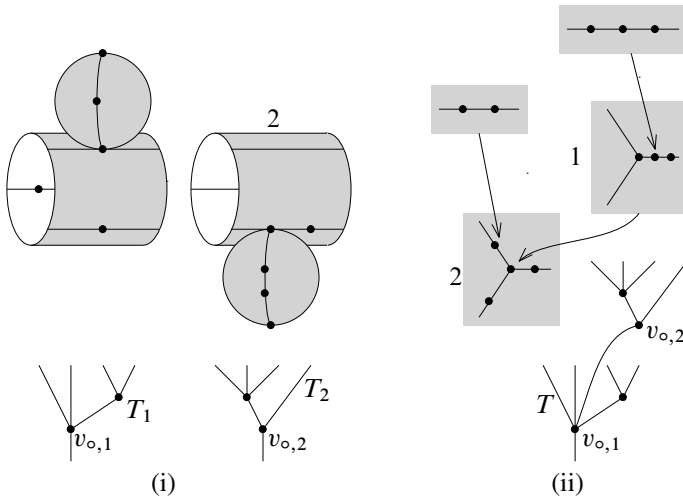 2
1
2
T₁
v∘,₁
T₂
v∘,₂
T
v∘,₂
v∘,₁
(i)
(ii)